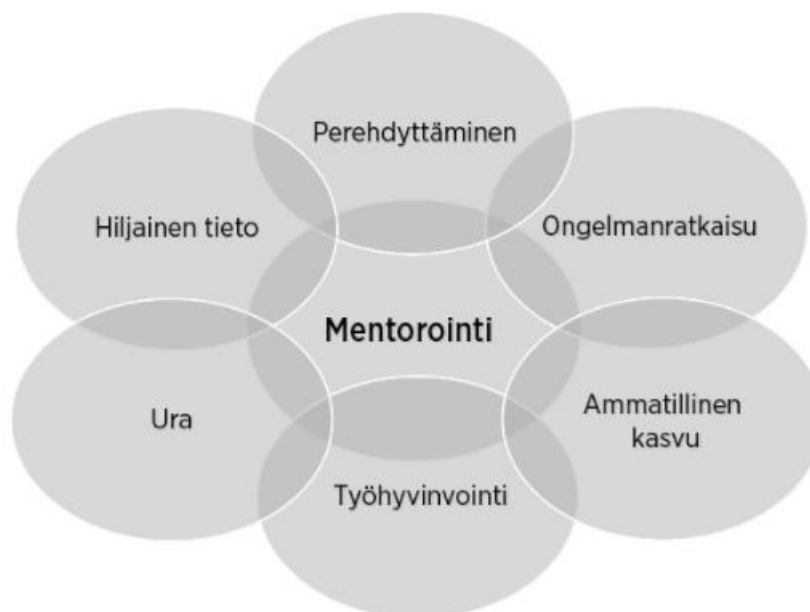 Perehdyttäminen
Hiljainen tieto
Ongelmanratkaisu
Mentorointi
Ura
Ammatillinen
kasvu
Työhyvinvointi